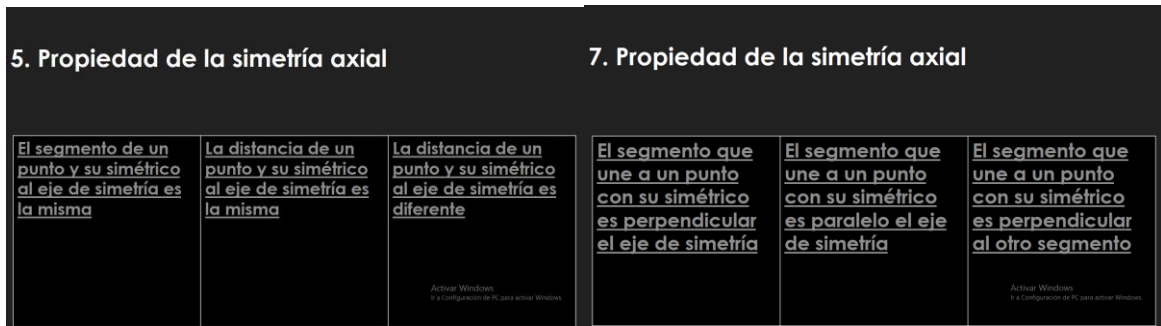 5. Propiedad de la simetría axial
El segmento de un
punto y su simétrico
al eje de simetría es
la misma
La distancia de un
punto y su simétrico
al eje de simetría es
la misma
La distancia de un
punto y su simétrico
al eje de simetría es
diferente
Activar Windows
Ir a Configuración de PC para activar Windows.
7. Propiedad de la simetría axial
El segmento que
une a un punto
con su simétrico
es perpendicular
el eje de simetría
El segmento que
une a un punto
con su simétrico
es paralelo el eje
de simetría
El segmento que
une a un punto
con su simétrico
es perpendicular
al otro segmento
Activar Windows
Ir a Configuración de PC para activar Windows.